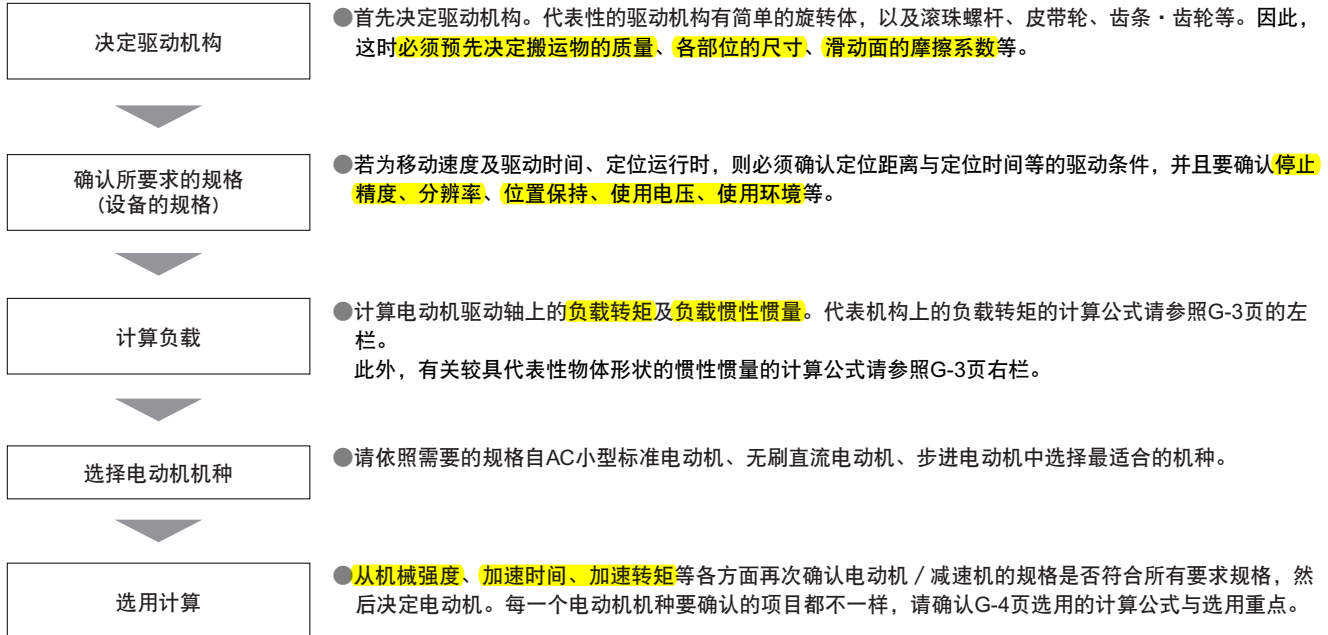 决定驱动机构
●首先决定驱动机构。代表性的驱动机构有简单的旋转体，以及滚珠螺杆、皮带轮、齿条・齿轮等。因此，
这时必须预先决定搬运物的质量、各部位的尺寸、滑动面的摩擦系数等。
确认所要求的规格
(设备的规格)
●若为移动速度及驱动时间、定位运行时，则必须确认定位距离与定位时间等的驱动条件，并且要确认停止
精度、分辨率、位置保持、使用电压、使用环境等。
计算负载
●计算电动机驱动轴上的负载转矩及负载惯性惯量。代表机构上的负载转矩的计算公式请参照G-3页的左
栏。
此外，有关较具代表性物体形状的惯性惯量的计算公式请参照G-3页右栏。
选择电动机机种
●请依照需要的规格自AC小型标准电动机、无刷直流电动机、步进电动机中选择最适合的机种。
选用计算
●从机械强度、加速时间、加速转矩等各方面再次确认电动机／减速机的规格是否符合所有要求规格，然
后决定电动机。每一个电动机机种要确认的项目都不一样，请确认G-4页选用的计算公式与选用重点。